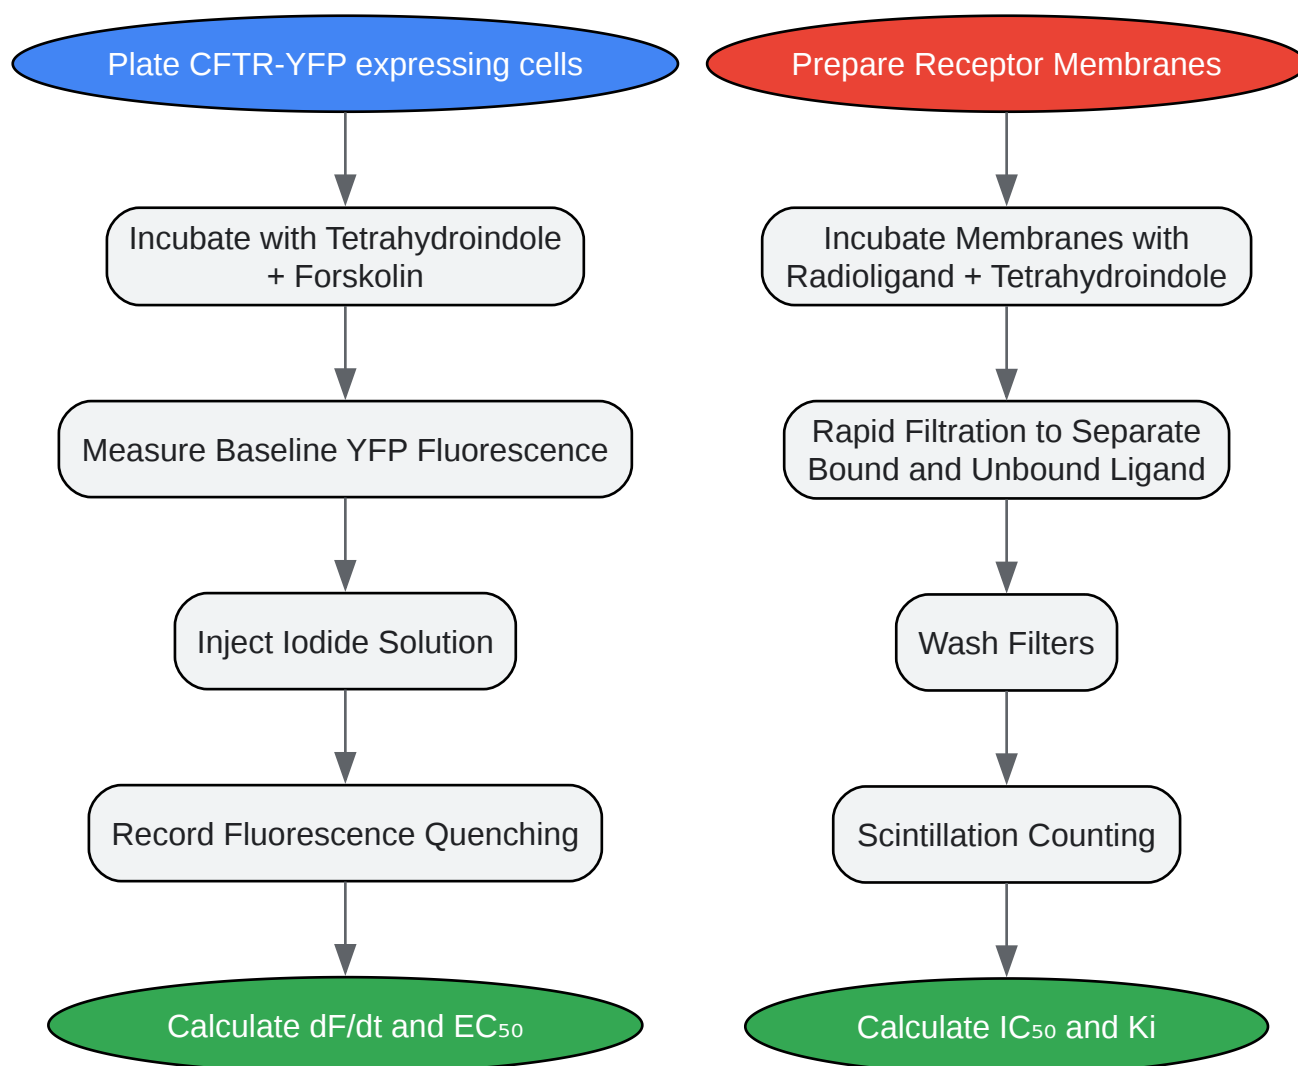 Plate CFTR-YFP expressing cells
Incubate with Tetrahydroindole
+ Forskolin
Measure Baseline YFP Fluorescence
Inject Iodide Solution
Record Fluorescence Quenching
Calculate dF/dt and EC₅₀
Prepare Receptor Membranes
Incubate Membranes with
Radioligand + Tetrahydroindole
Rapid Filtration to Separate
Bound and Unbound Ligand
Wash Filters
Scintillation Counting
Calculate IC₅₀ and Ki